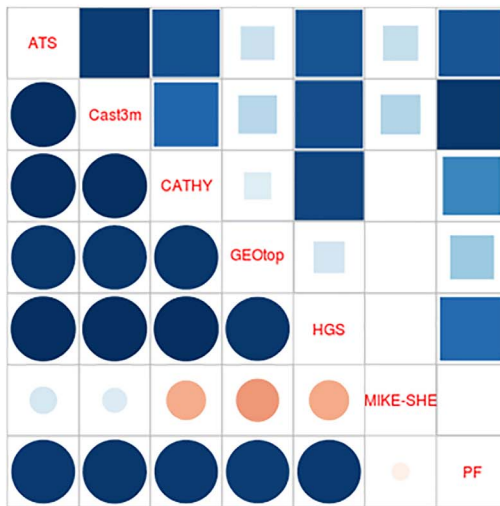 ATS
Cast3m
CATHY
GEOtop
HGS
MIKE-SHE
PF